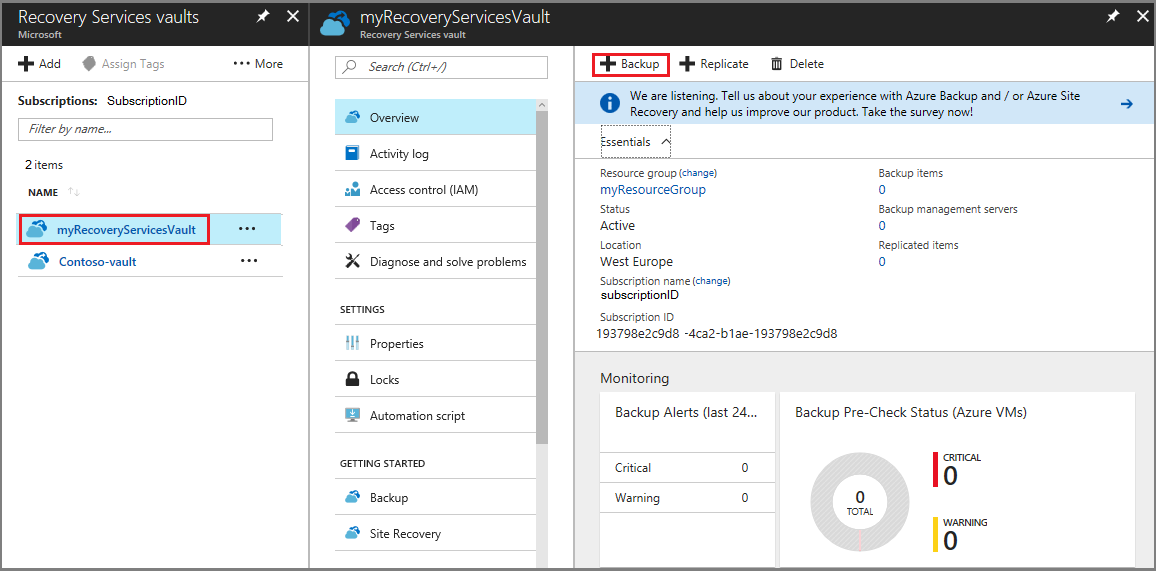 Recovery Services vaults
Microsoft
Add
Assign Tags
More
Subscriptions: SubscriptionID
Filter by name...
2 items
NAME
myRecoveryServicesVault
Contoso-vault
myRecoveryServicesVault
Recovery Services vault
Search (Ctrl+/)
Overview
Activity log
Access control (IAM)
Tags
Diagnose and solve problems
SETTINGS
Properties
Locks
Automation script
GETTING STARTED
Backup
Site Recovery
Backup
Replicate
Delete
We are listening. Tell us about your experience with Azure Backup and / or Azure Site
Recovery and help us improve our product. Take the survey now!
Essentials
Resource group (change)
myResourceGroup
Status
Active
Location
West Europe
Subscription name (change)
subscriptionID
Subscription ID
193798e2c9d8 -4ca2-b1ae-193798e2c9d8
Backup items
0
Backup management servers
0
Replicated items
0
Monitoring
Backup Alerts (last 24...
Critical 0
Warning 0
Backup Pre-Check Status (Azure VMs)
0
TOTAL
CRITICAL
0
WARNING
0